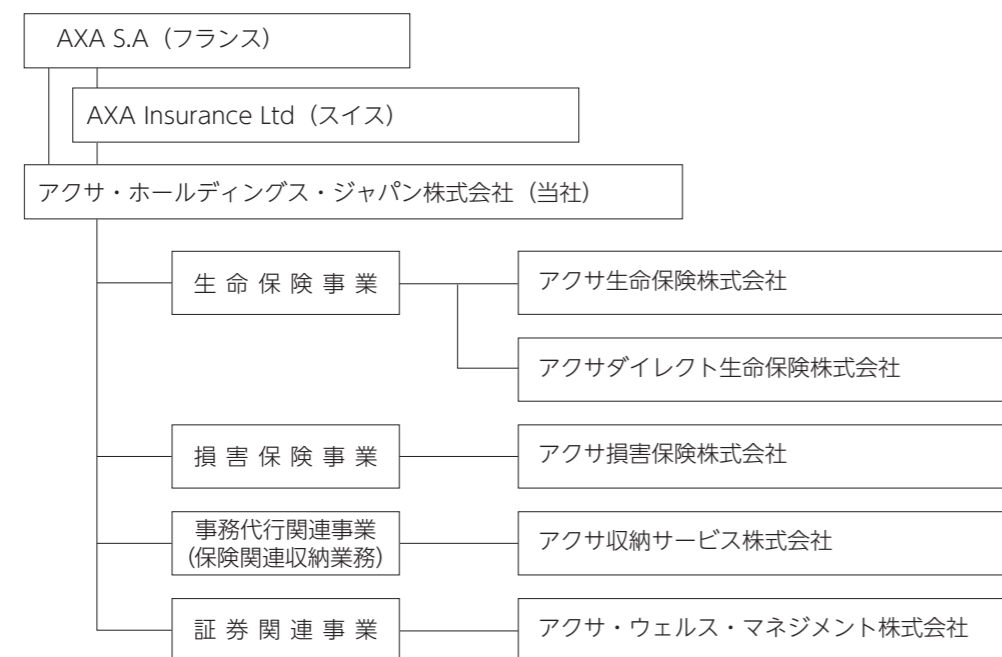 AXA S.A（フランス）
AXA Insurance Ltd（スイス）
アクサ・ホールディングス・ジャパン株式会社（当社）
生命保険事業
アクサ生命保険株式会社
アクサダイレクト生命保険株式会社
損害保険事業
アクサ損害保険株式会社
事務代行関連事業
(保険関連収納業務)
アクサ収納サービス株式会社
証券関連事業
アクサ・ウェルス・マネジメント株式会社